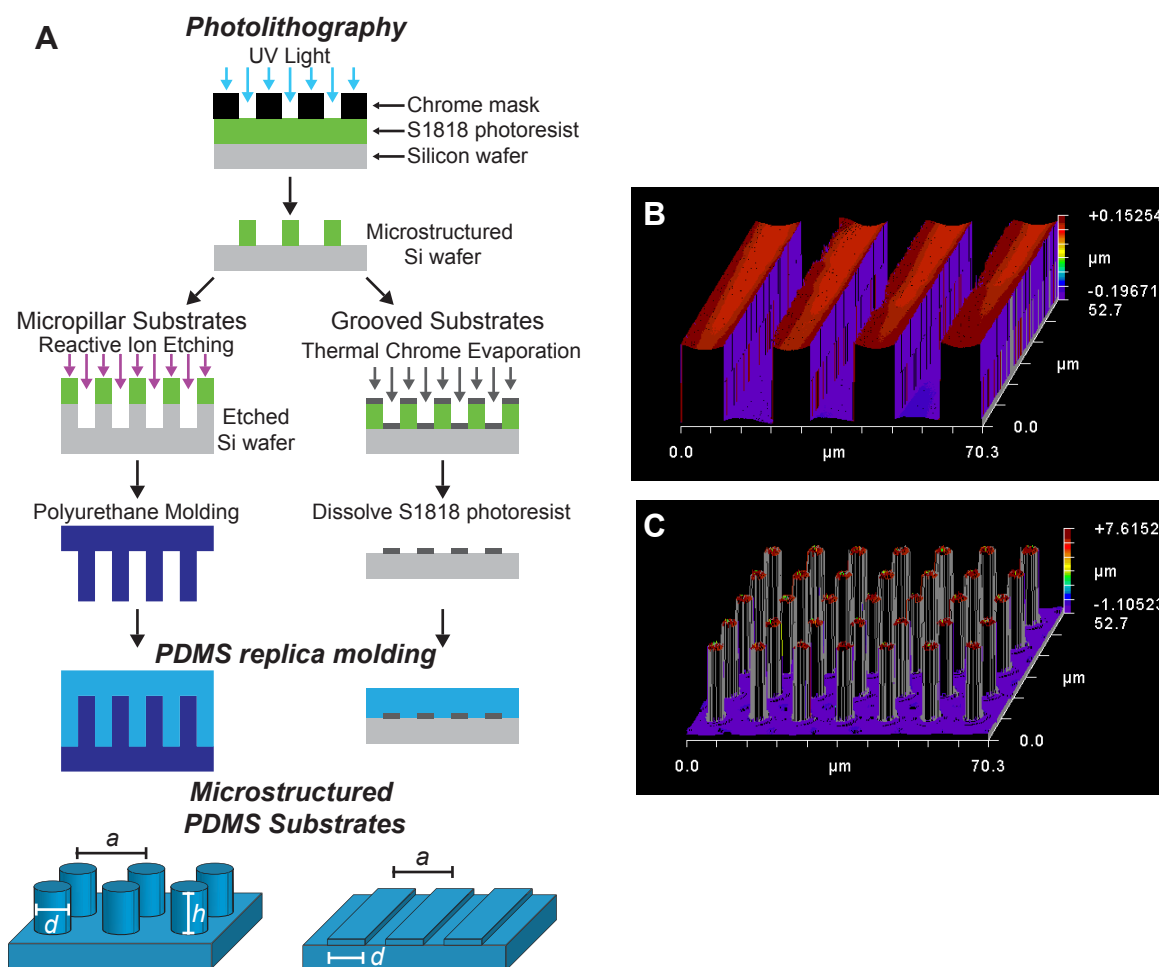 A
Photolithography
UV Light
Chrome mask
S1818 photoresist
Silicon wafer
Microstructured
Si wafer
Micropillar Substrates
Reactive Ion Etching
Etched
Si wafer
Polyurethane Molding
Grooved Substrates
Thermal Chrome Evaporation
Dissolve S1818 photoresist
PDMS replica molding
Microstructured
PDMS Substrates
a
d
h
a
d
B
+0.15254
µm
-0.19671
52.7
µm
0.0
0.0
µm
70.3
C
+7.6152
µm
-1.10523
52.7
µm
0.0
0.0
µm
70.3